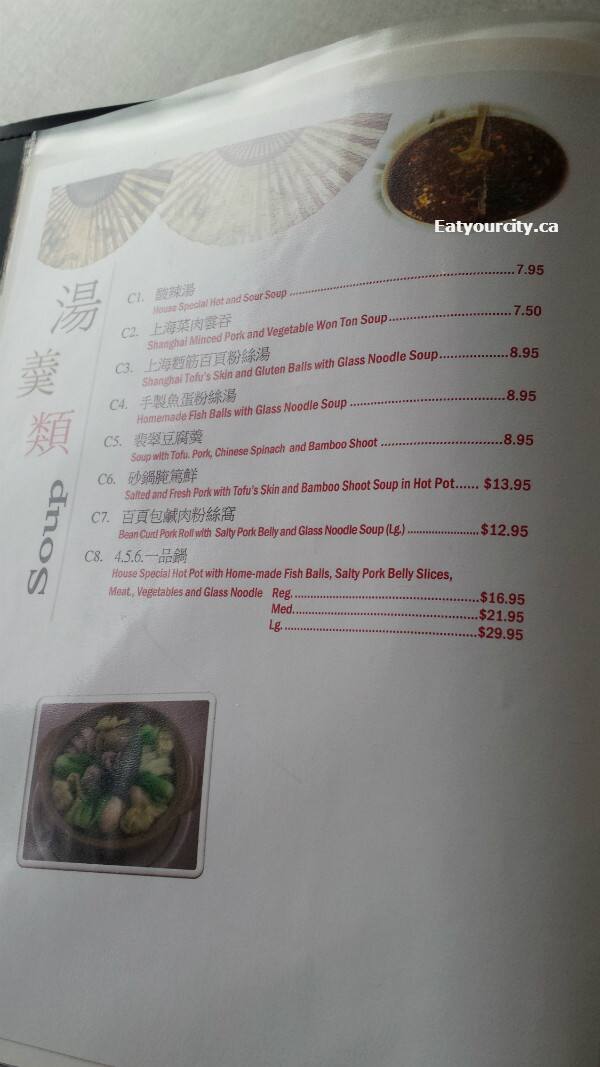 Eatyourcity.ca
湯羹類 Soup
C1. 酸辣湯
House Special Hot and Sour Soup ........ 7.95
C2. 上海菜肉雲吞
Shanghai Minced Pork and Vegetable Won Ton Soup ........ 7.50
C3. 上海麵筋百頁粉絲湯
Shanghai Tofu's Skin and Gluten Balls with Glass Noodle Soup ........ 8.95
C4. 手製魚蛋粉絲湯
Homemade Fish Balls with Glass Noodle Soup ........ 8.95
C5. 翡翠豆腐羹
Soup with Tofu. Pork, Chinese Spinach and Bamboo Shoot ........ 8.95
C6. 砂鍋腌篤鮮
Salted and Fresh Pork with Tofu's Skin and Bamboo Shoot Soup in Hot Pot...... $13.95
C7. 百頁包鹹肉粉絲窩
Bean Curd Pork Roll with Salty Pork Belly and Glass Noodle Soup (Lg.) ........ $12.95
C8. 4.5.6.一品鍋
House Special Hot Pot with Home-made Fish Balls, Salty Pork Belly Slices,
Meat., Vegetables and Glass Noodle Reg. ........ $16.95
Med. ........ $21.95
Lg. ........ $29.95